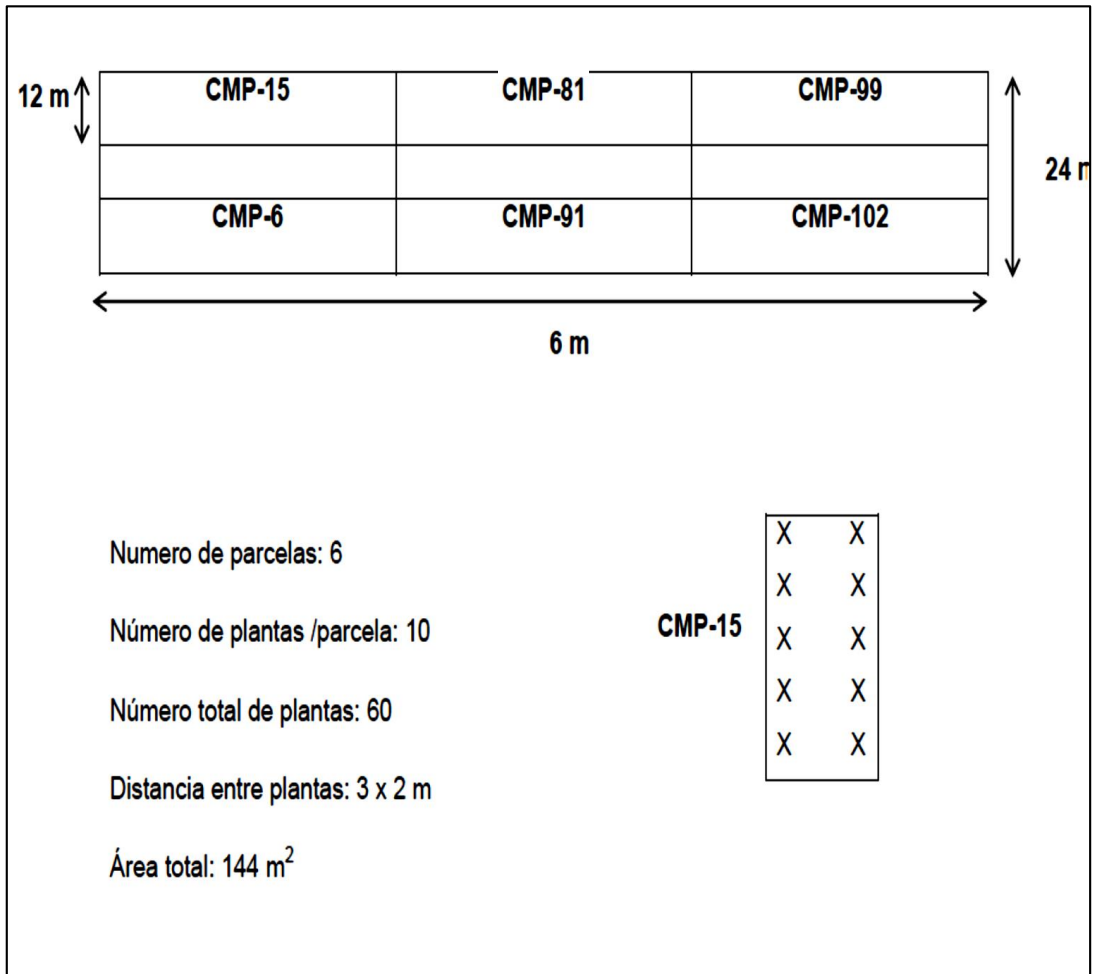 CMP-15 CMP-81 CMP-99
12 m
24 m
CMP-6 CMP-91 CMP-102
6 m
Numero de parcelas: 6
Número de plantas /parcela: 10
CMP-15
Número total de plantas: 60
Distancia entre plantas: 3 x 2 m
Área total: 144 m²
X X
X X
X X
X X
X X